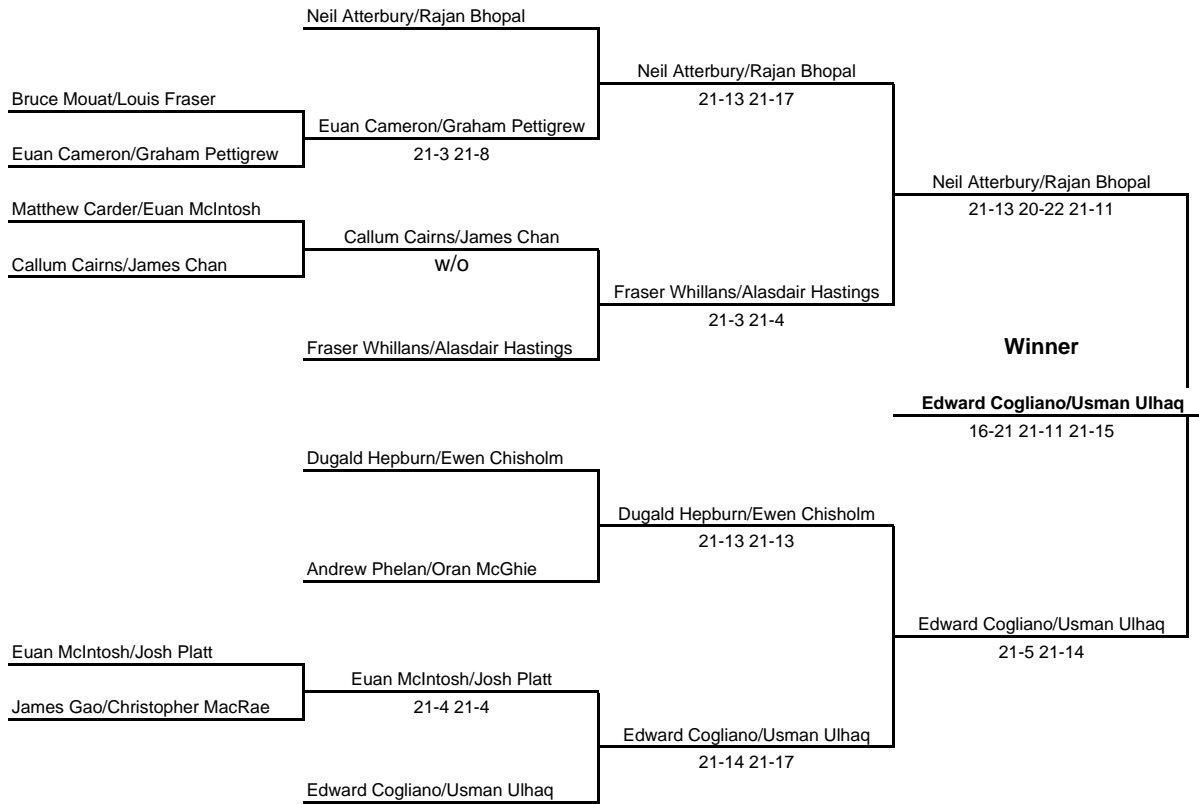 Neil Atterbury/Rajan Bhopal
Neil Atterbury/Rajan Bhopal
Bruce Mouat/Louis Fraser
21-13 21-17
Euan Cameron/Graham Pettigrew
Euan Cameron/Graham Pettigrew
21-3 21-8
Neil Atterbury/Rajan Bhopal
Matthew Carder/Euan McIntosh
21-13 20-22 21-11
Callum Cairns/James Chan
Callum Cairns/James Chan
w/o
Fraser Whillans/Alasdair Hastings
21-3 21-4
Fraser Whillans/Alasdair Hastings
Winner
Edward Cogliano/Usman Ulhaq
16-21 21-11 21-15
Dugald Hepburn/Ewen Chisholm
Dugald Hepburn/Ewen Chisholm
21-13 21-13
Andrew Phelan/Oran McGhie
Edward Cogliano/Usman Ulhaq
Euan McIntosh/Josh Platt
21-5 21-14
Euan McIntosh/Josh Platt
James Gao/Christopher MacRae
21-4 21-4
Edward Cogliano/Usman Ulhaq
21-14 21-17
Edward Cogliano/Usman Ulhaq